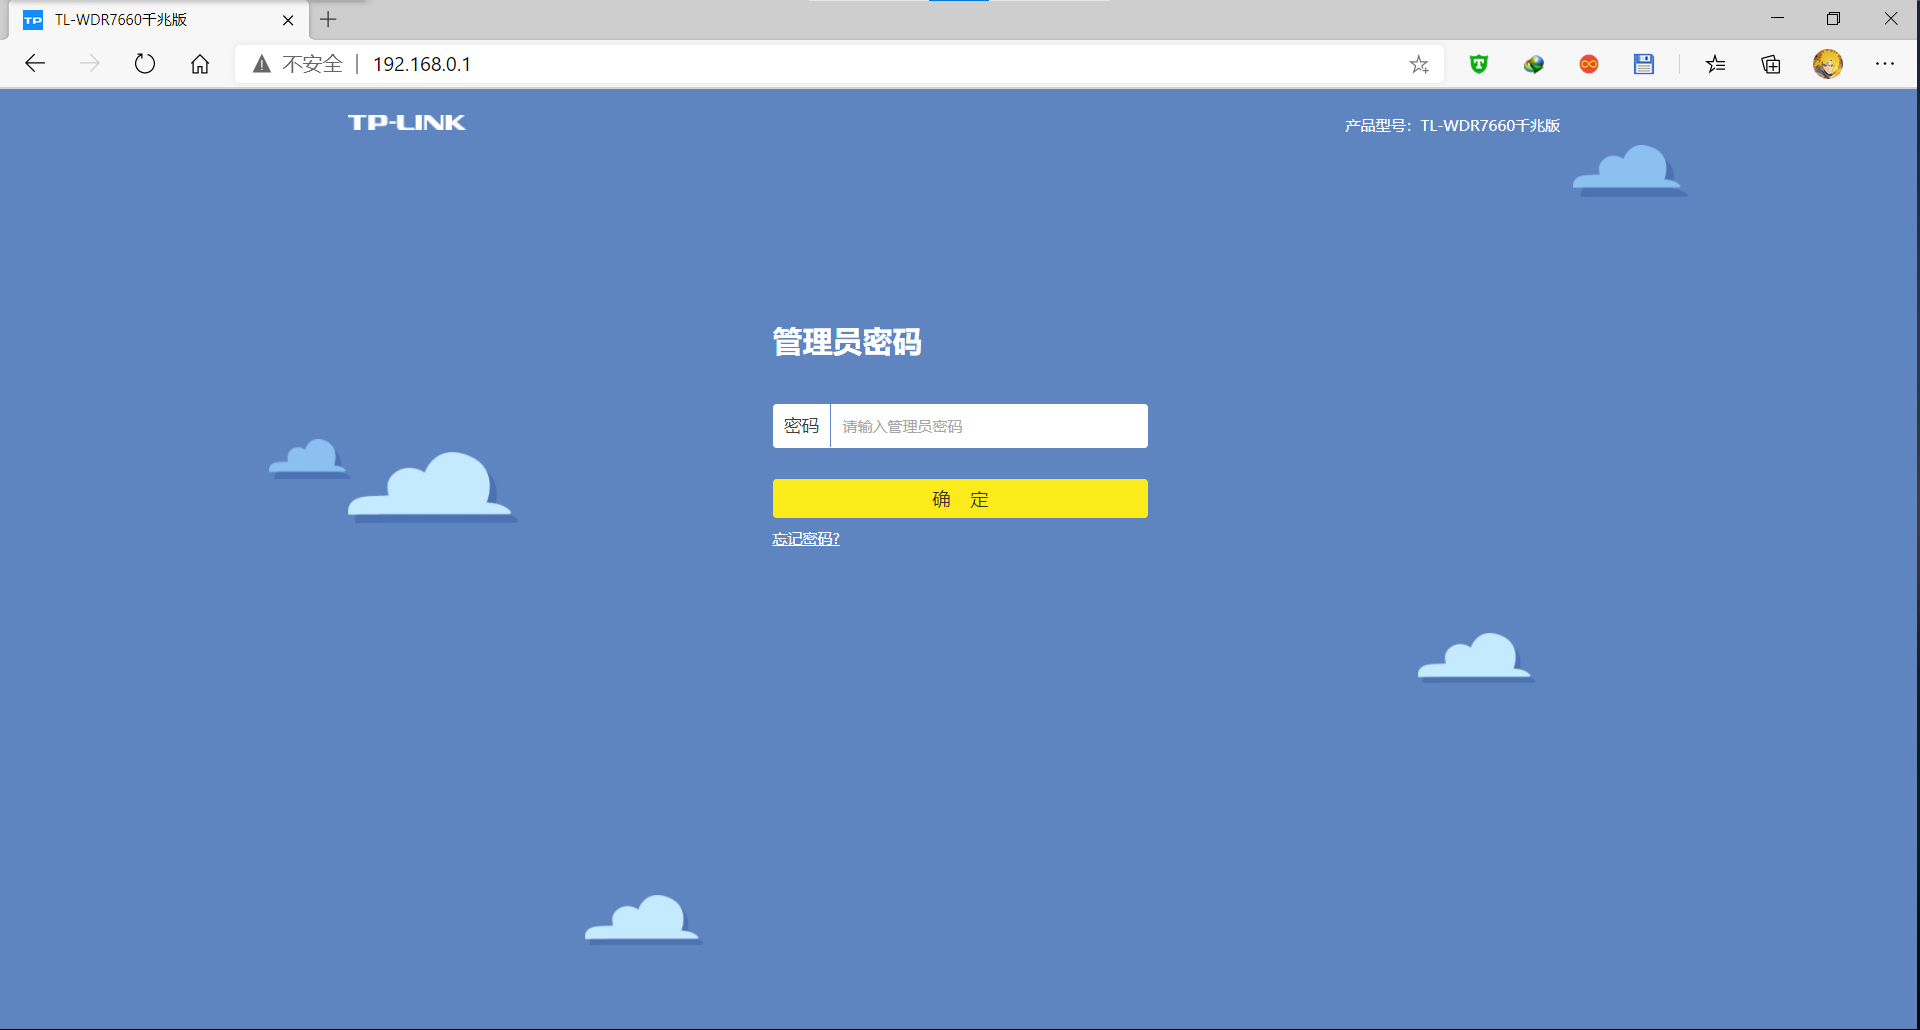 TP TL-WDR7660千兆版
不安全 192.168.0.1
TP-LINK
产品型号：TL-WDR7660千兆版
管理员密码
密码 请输入管理员密码
确 定
忘记密码?